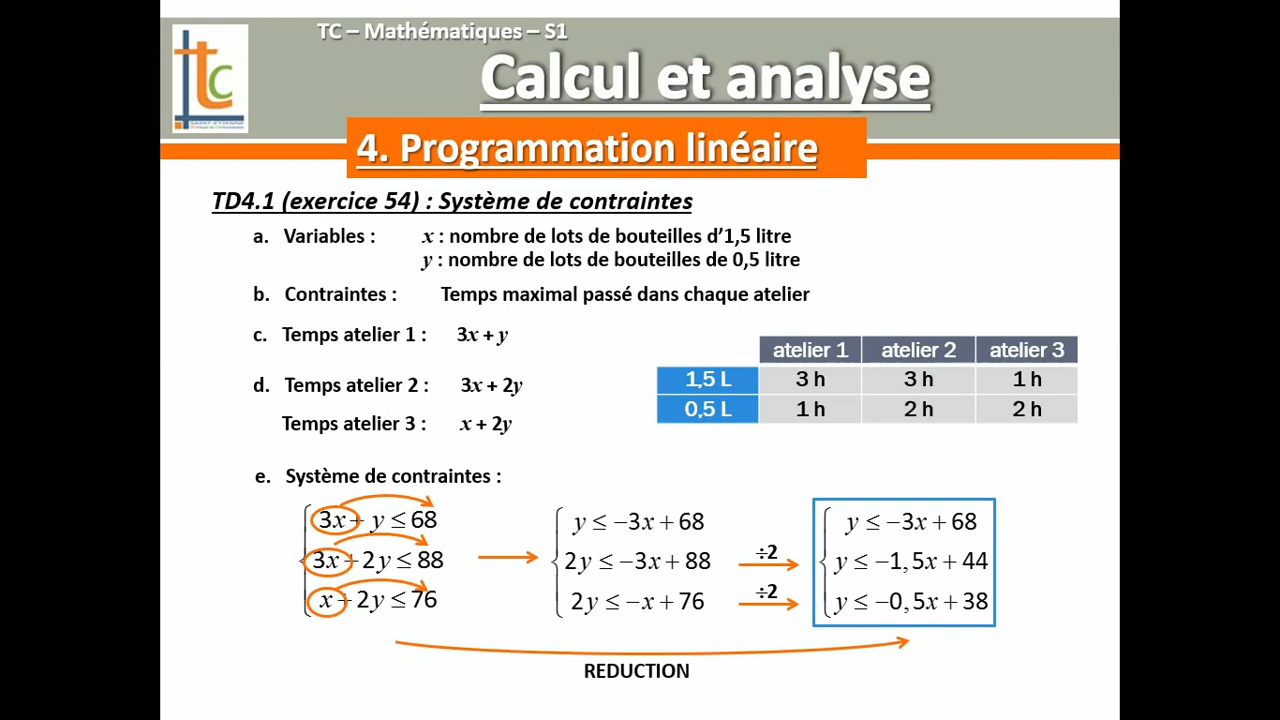 TC – Mathématiques – S1
Calcul et analyse
tc
4. Programmation linéaire
TD4.1 (exercice 54) : Système de contraintes
a. Variables : x : nombre de lots de bouteilles d’1,5 litre
y : nombre de lots de bouteilles de 0,5 litre
b. Contraintes : Temps maximal passé dans chaque atelier
c. Temps atelier 1 : 3x + y
d. Temps atelier 2 : 3x + 2y
Temps atelier 3 : x + 2y
atelier 1 atelier 2 atelier 3
1,5 L 3 h 3 h 1 h
0,5 L 1 h 2 h 2 h
e. Système de contraintes :
3x + y ≤ 68
3x + 2y ≤ 88
x + 2y ≤ 76
y ≤ −3x + 68
2y ≤ −3x + 88
2y ≤ −x + 76
÷2
÷2
y ≤ −3x + 68
y ≤ −1,5x + 44
y ≤ −0,5x + 38
REDUCTION